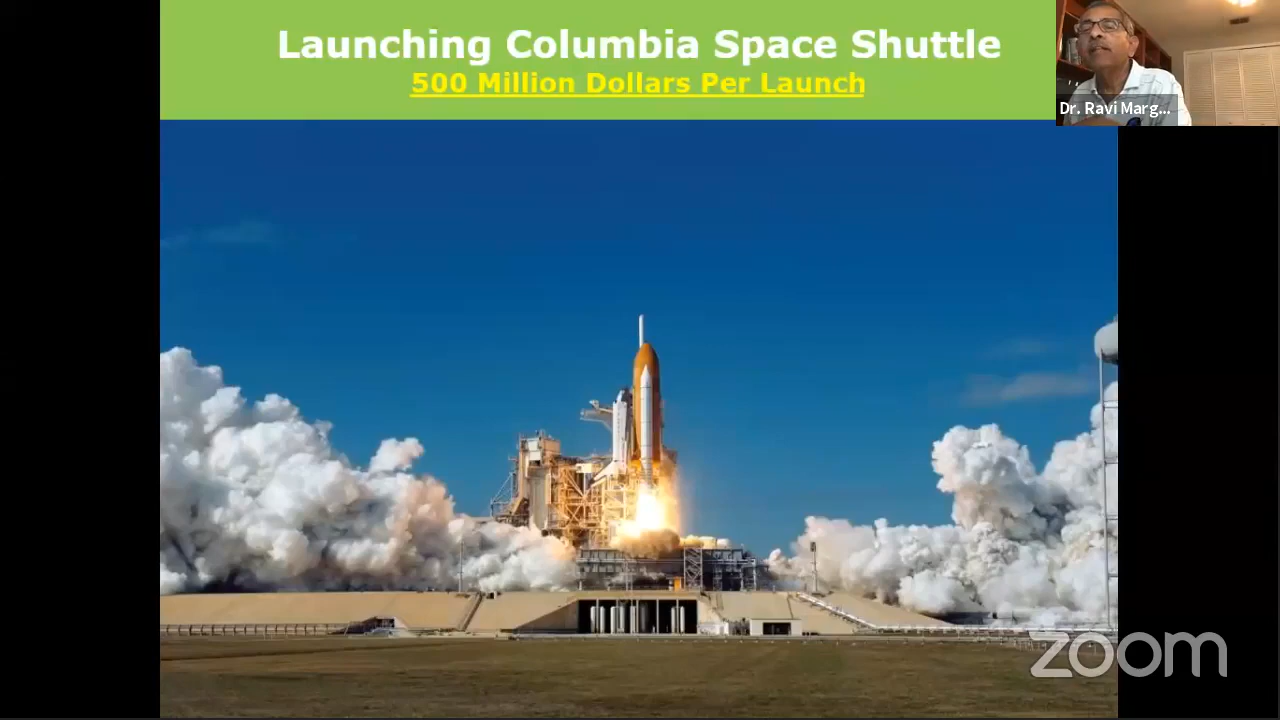 Launching Columbia Space Shuttle
500 Million Dollars Per Launch
Dr. Ravi Marg...
zoom